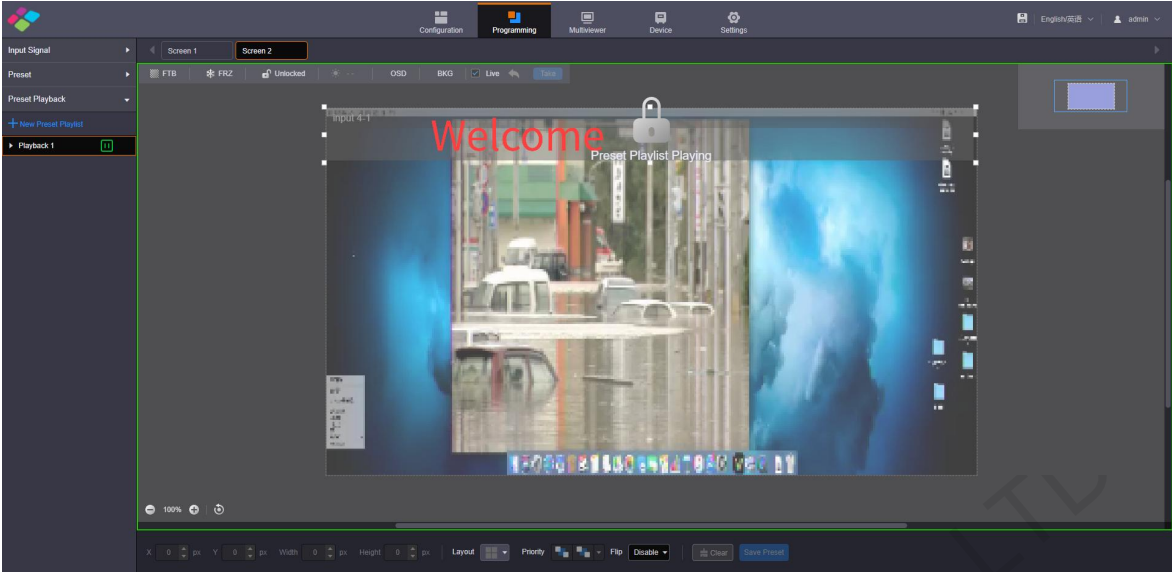 Configuration
Programming
Multiviewer
Device
Settings
English/英语
admin
Input Signal
Screen 1
Screen 2
Preset
FTB
FRZ
Unlocked
OSD
BKG
Live
Take
Preset Playback
New Preset Playlist
Playback 1
Input 4-1
Welcome
Preset Playlist Playing
100%
X 0 px Y 0 px Width 0 px Height 0 px Layout Priority Flip Disable Clear Save Preset
LTD